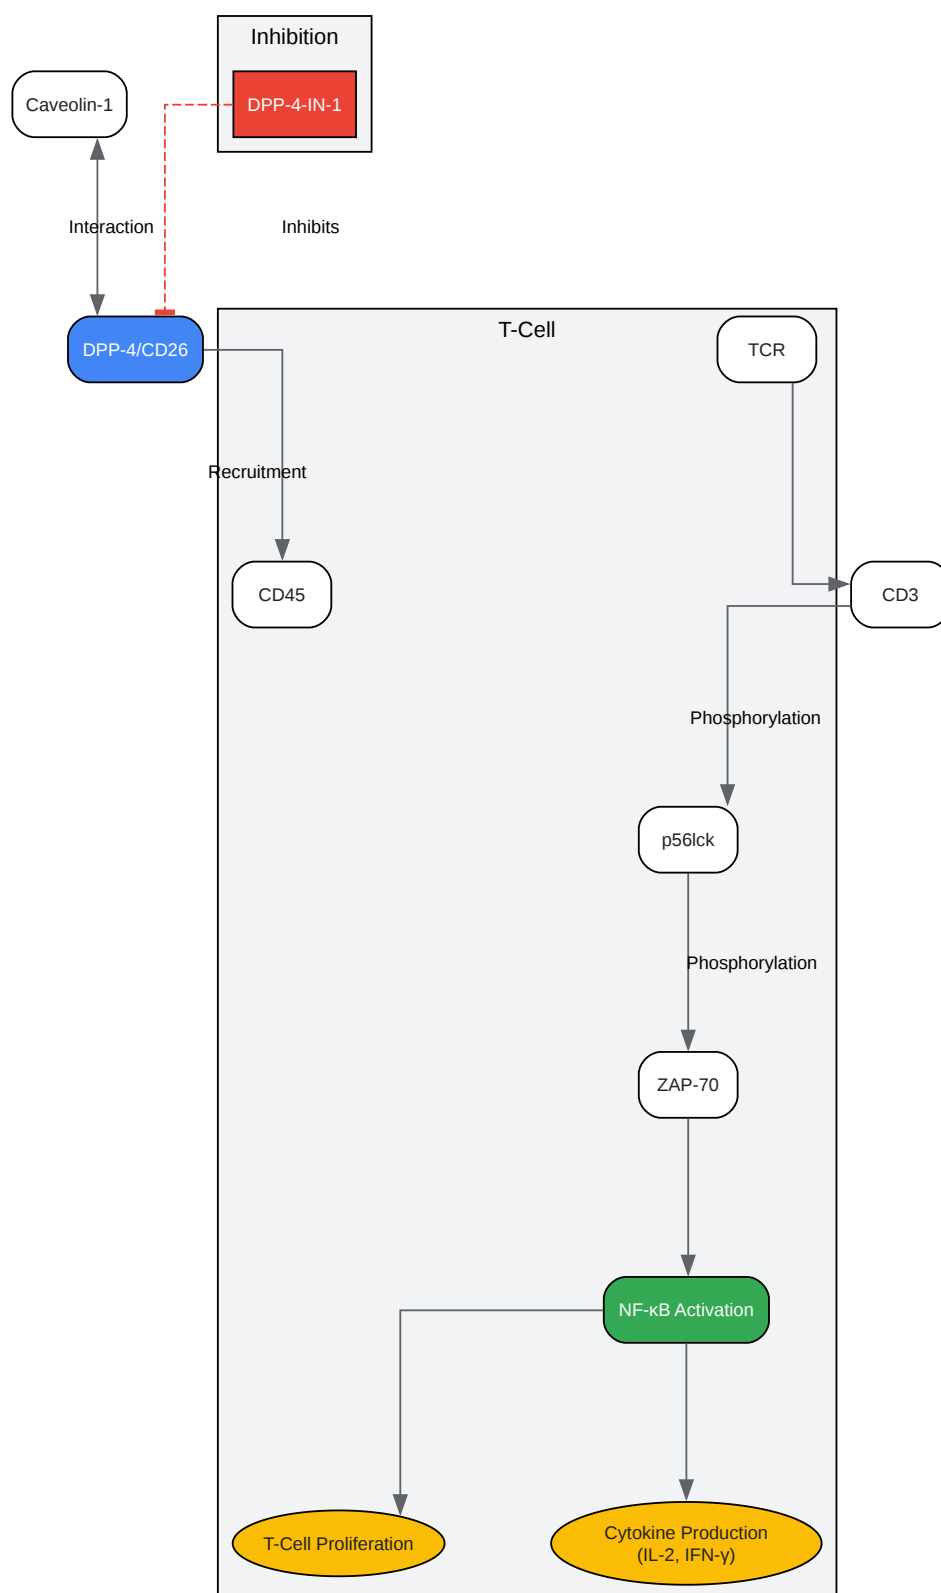 Inhibition
DPP-4-IN-1
Caveolin-1
Interaction
Inhibits
DPP-4/CD26
T-Cell
TCR
Recruitment
CD45
CD3
Phosphorylation
p56lck
Phosphorylation
ZAP-70
NF-κB Activation
T-Cell Proliferation
Cytokine Production
(IL-2, IFN-γ)